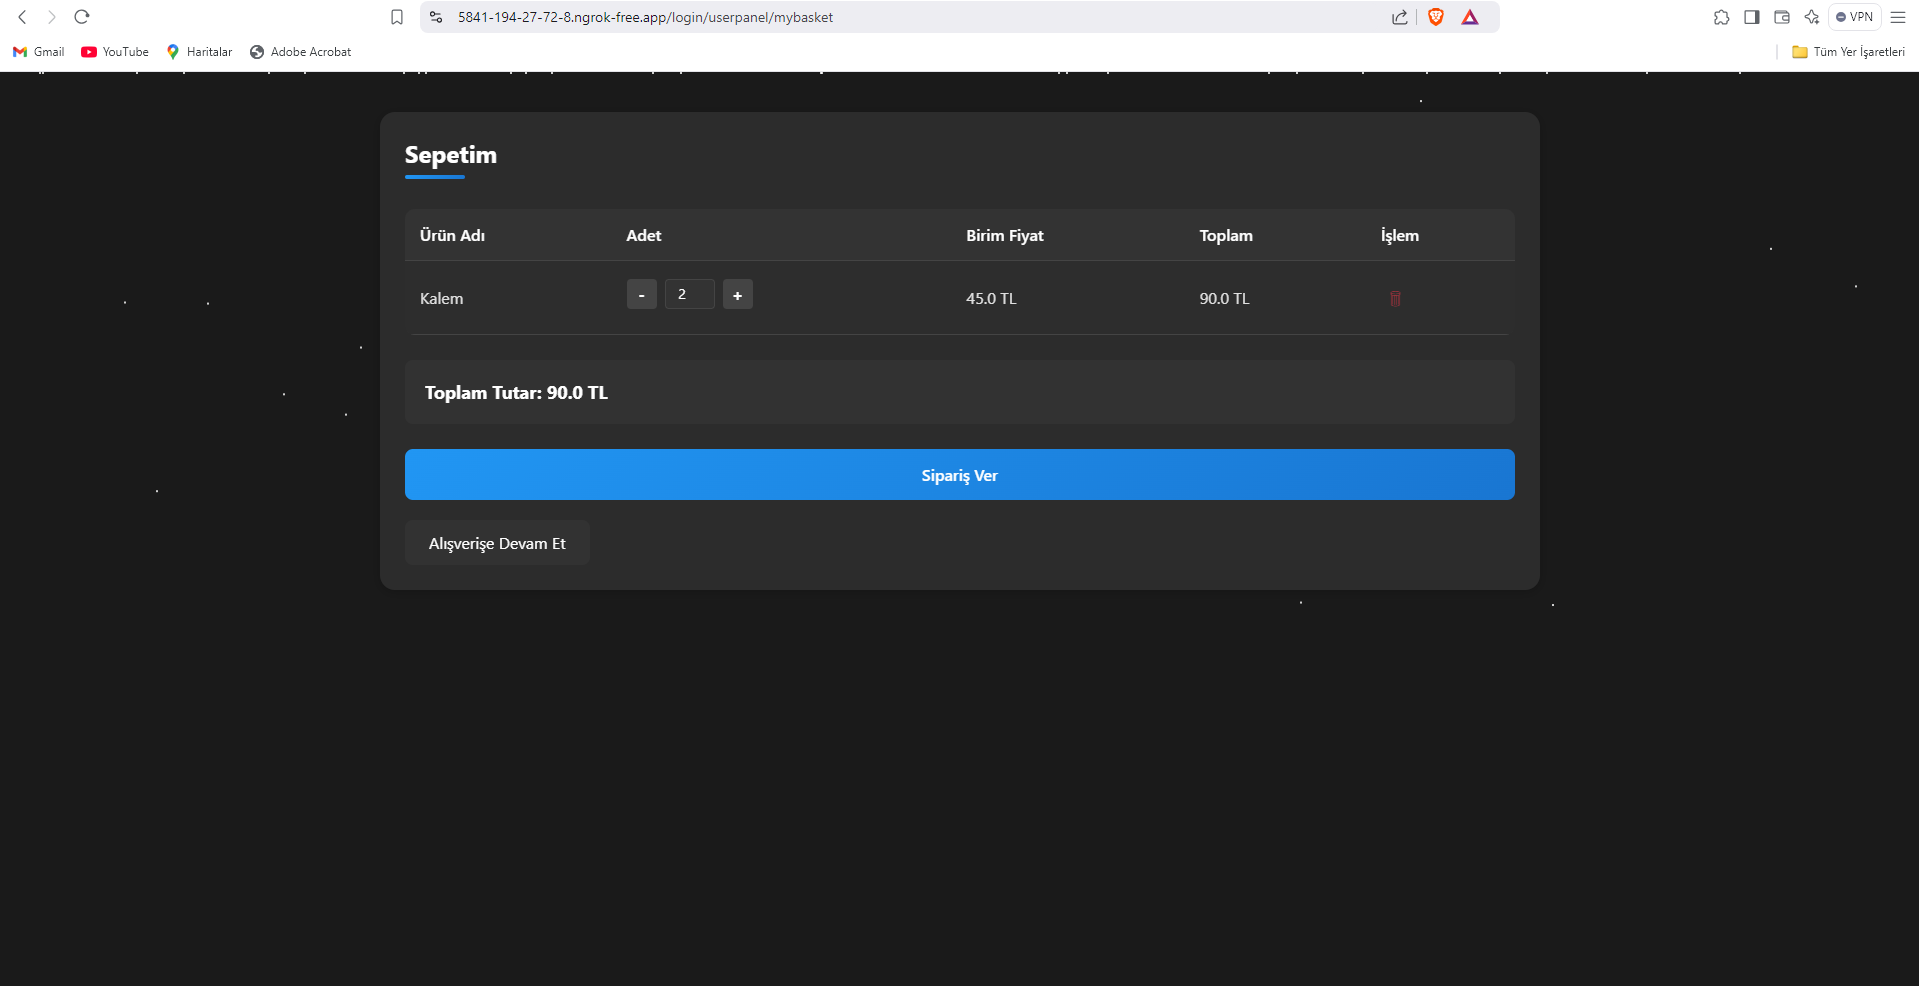 5841-194-27-72-8.ngrok-free.app/login/userpanel/mybasket
VPN
Gmail
YouTube
Haritalar
Adobe Acrobat
Tüm Yer İşaretleri
Sepetim
Ürün Adı Adet Birim Fiyat Toplam İşlem
Kalem - 2 + 45.0 TL 90.0 TL
Toplam Tutar: 90.0 TL
Sipariş Ver
Alışverişe Devam Et